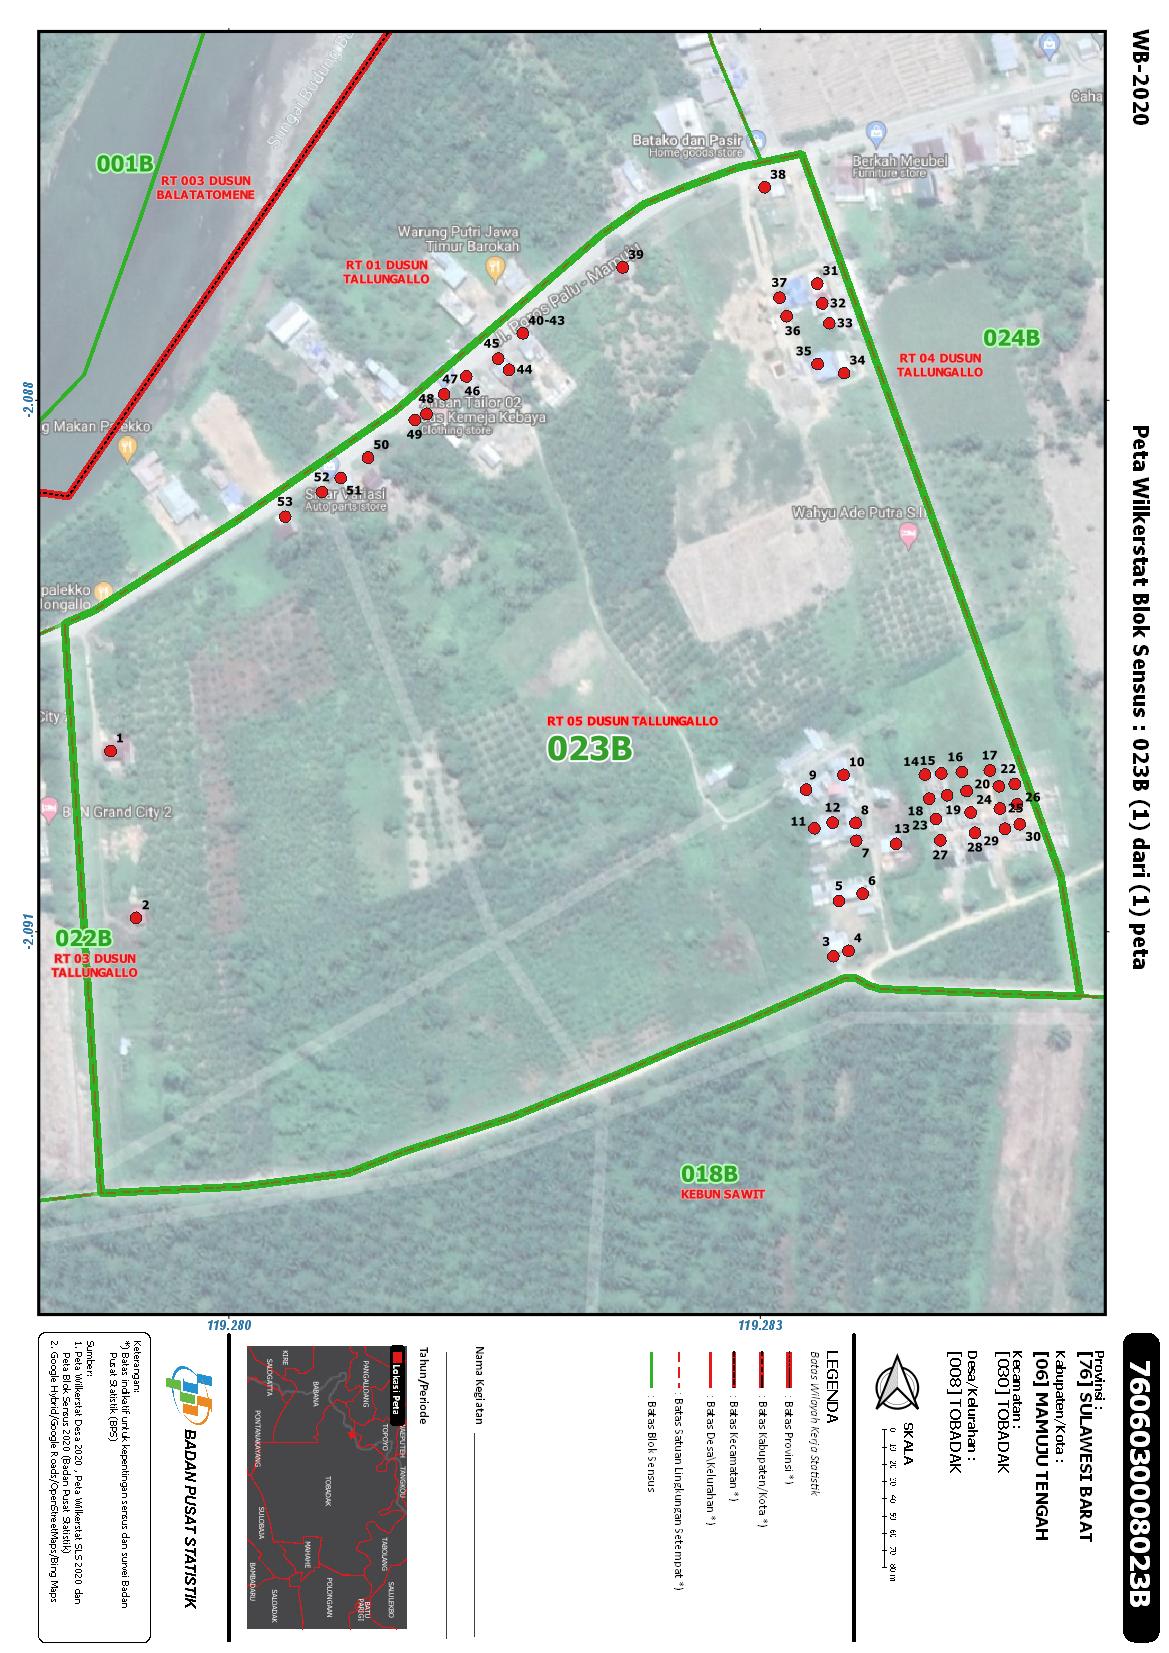 WB-2020
Peta Wilkerstat Blok Sensus : 023B (1) dari (1) peta
7606030008023B
Provinsi :
[76] SULAWESI BARAT
Kabupaten/Kota :
[06] MAMUJU TENGAH
Kecamatan :
[030] TOBADAK
Desa/Kelurahan :
[008] TOBADAK
SKALA
0 10 20 30 40 50 60 70 80 m
LEGENDA
Batas Wilayah Kerja Statistik
: Batas Provinsi *)
: Batas Kabupaten/Kota *)
: Batas Kecamatan *)
: Batas Desa\Kelurahan *)
: Batas Satuan Lingkungan Setempat *)
: Batas Blok Sensus
Nama Kegiatan
Tahun/Periode
Lokasi Peta
PANGALLOANG
TOPOYO
WAEPUTEH
TANGKOU
TABOLANG
SALULEKBO
BATU
PARIGI
KIRE
BABANA
TOBADAK
POLONGAAN
MAHAHE
SALOGATTA
PONTANAKAYANG
SULOBAJA
SALOADAK
BAMBADARU
BADAN PUSAT STATISTIK
Keterangan:
*) Batas indikatif untuk kepentingan sensus dan survei Badan
Pusat Statistik (BPS)
Sumber:
1. Peta Wilkerstat Desa 2020 , Peta Wilkerstat SLS 2020 dan
Peta Blok Sensus 2020 (Badan Pusat Statistik)
2. Google Hybrid/Google Roads/OpenStreetMaps/Bing Maps
001B
RT 003 DUSUN
BALATATOMENE
Sungai Budung
Batako dan Pasir
Home goods store
Berkah Meubel
Furniture store
Caha
38
Warung Putri Jawa
Timur Barokah
RT 01 DUSUN
TALLUNGALLO
39
Jl. Poros Palu - Mamuju
31
37
32
33
36
35
34
024B
RT 04 DUSUN
TALLUNGALLO
40-43
45
44
47
46
48
49
Ihsan Tailor 02
as Kemeja Kebaya
Clothing store
g Makan Palekko
50
52
51
53
Sinar Variasi
Auto parts store
Wahyu Ade Putra S.I
palekko
longallo
City
1
RT 05 DUSUN TALLUNGALLO
023B
BTN Grand City 2
9
10
11
12
8
7
14
15
16
17
22
20
26
18
19
24
25
23
13
27
28
29
30
5
6
3
4
2
022B
RT 03 DUSUN
TALLUNGALLO
018B
KEBUN SAWIT
-2.088
-2.091
119.280
119.283